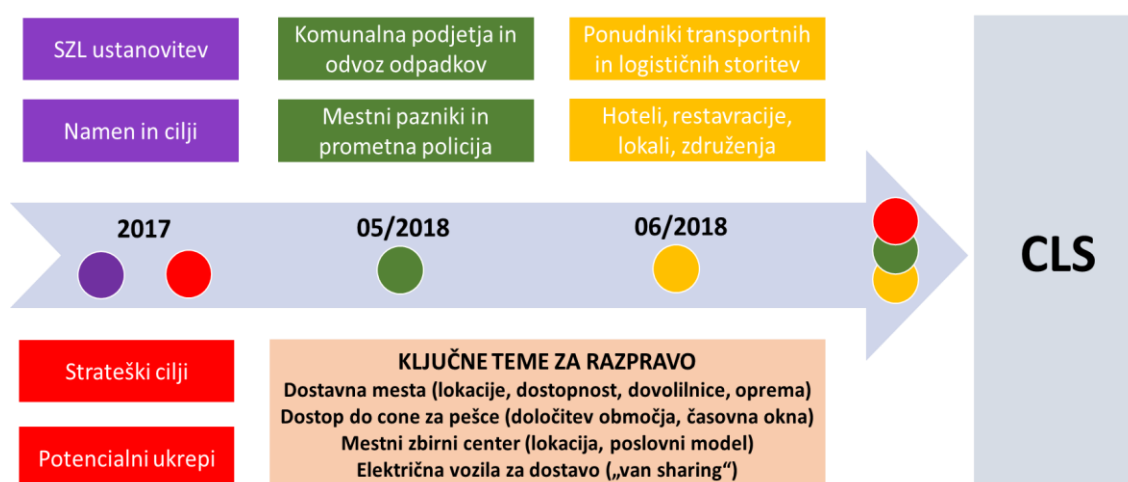 SZL ustanovitev
Komunalna podjetja in
odvoz odpadkov
Ponudniki transportnih
in logističnih storitev
Namen in cilji
Mestni pazniki in
prometna policija
Hoteli, restavracije,
lokali, združenja
2017
05/2018
06/2018
CLS
Strateški cilji
Potencialni ukrepi
KLJUČNE TEME ZA RAZPRAVO
Dostavna mesta (lokacije, dostopnost, dovolilnice, oprema)
Dostop do cone za pešce (določitev območja, časovna okna)
Mestni zbirni center (lokacija, poslovni model)
Električna vozila za dostavo („van sharing“)